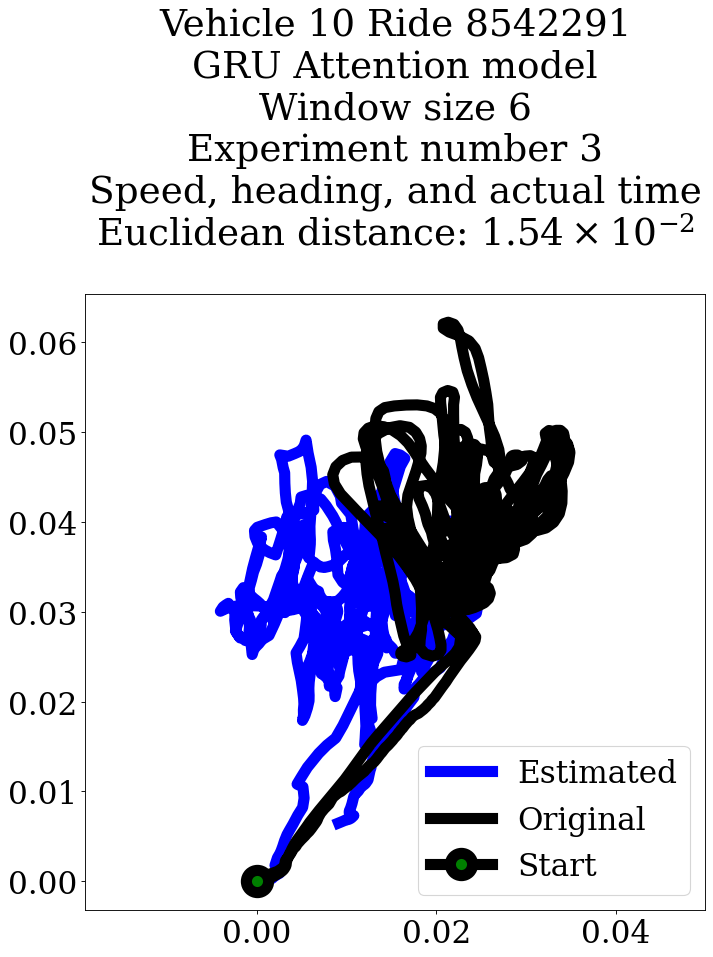 Vehicle 10 Ride 8542291
GRU Attention model
Window size 6
Experiment number 3
Speed, heading, and actual time
Euclidean distance: 1.54 × 10⁻²
0.06
0.05
0.04
0.03
0.02
0.01
0.00
Estimated
Original
Start
0.00 0.02 0.04